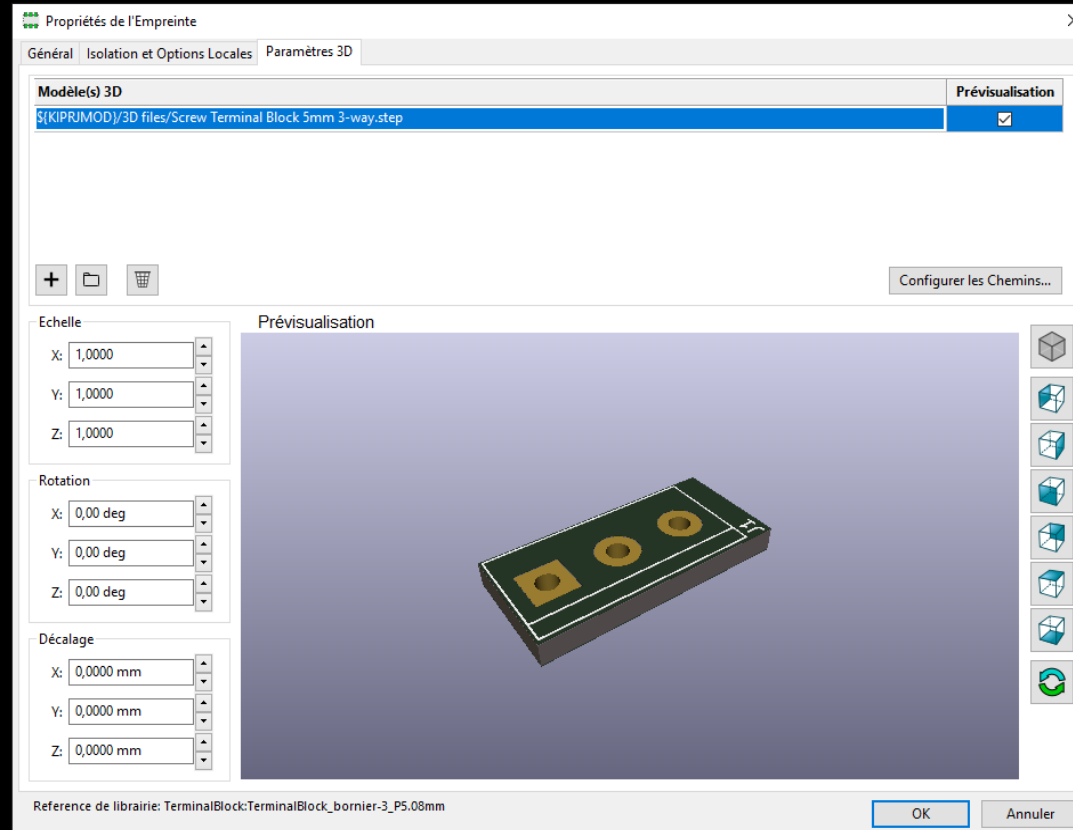 Propriétés de l'Empreinte
Général Isolation et Options Locales Paramètres 3D
Modèle(s) 3D Prévisualisation
${KIPRJMOD}/3D files/Screw Terminal Block 5mm 3-way.step
Configurer les Chemins...
Echelle
X: 1,0000
Y: 1,0000
Z: 1,0000
Rotation
X: 0,00 deg
Y: 0,00 deg
Z: 0,00 deg
Décalage
X: 0,0000 mm
Y: 0,0000 mm
Z: 0,0000 mm
Prévisualisation
J1
Reference de librairie: TerminalBlock:TerminalBlock_bornier-3_P5.08mm
OK Annuler